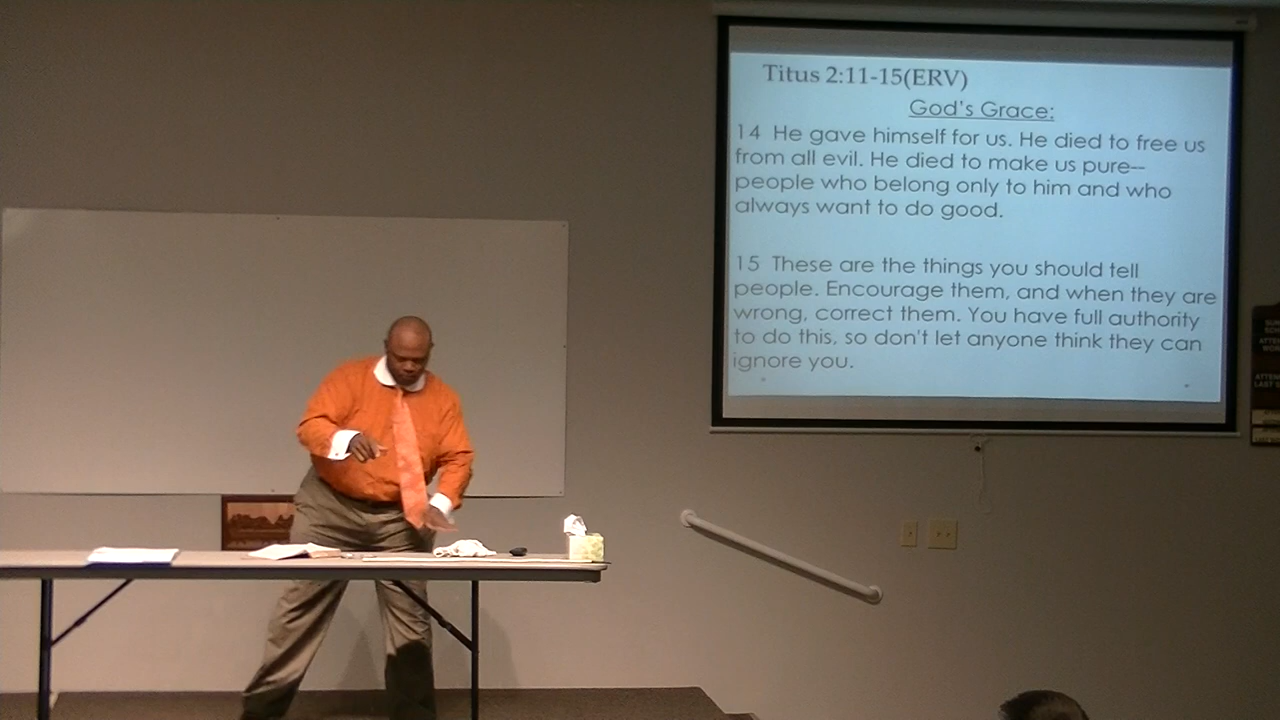 Titus 2:11-15(ERV)
God's Grace:
14 He gave himself for us. He died to free us
from all evil. He died to make us pure--
people who belong only to him and who
always want to do good.
15 These are the things you should tell
people. Encourage them, and when they are
wrong, correct them. You have full authority
to do this, so don't let anyone think they can
ignore you.